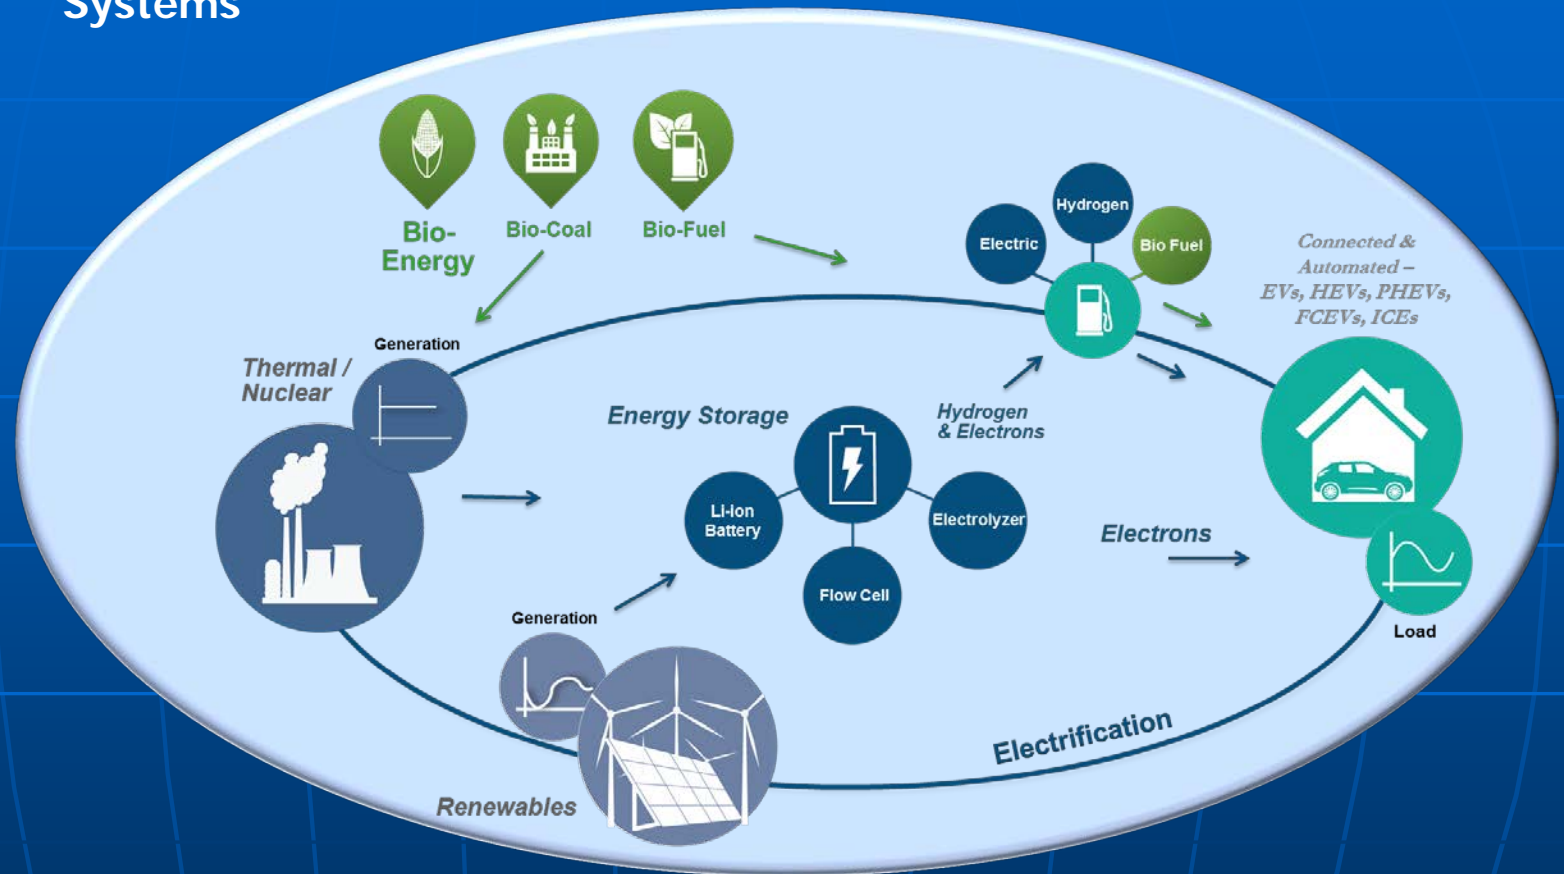 Systems
Bio-
Energy
Bio-Coal
Bio-Fuel
Electric
Hydrogen
Bio Fuel
Connected &
Automated –
EVs, HEVs, PHEVs,
FCEVs, ICEs
Generation
Thermal /
Nuclear
Energy Storage
Hydrogen
& Electrons
Li-Ion
Battery
Flow Cell
Electrolyzer
Electrons
Load
Generation
Renewables
Electrification